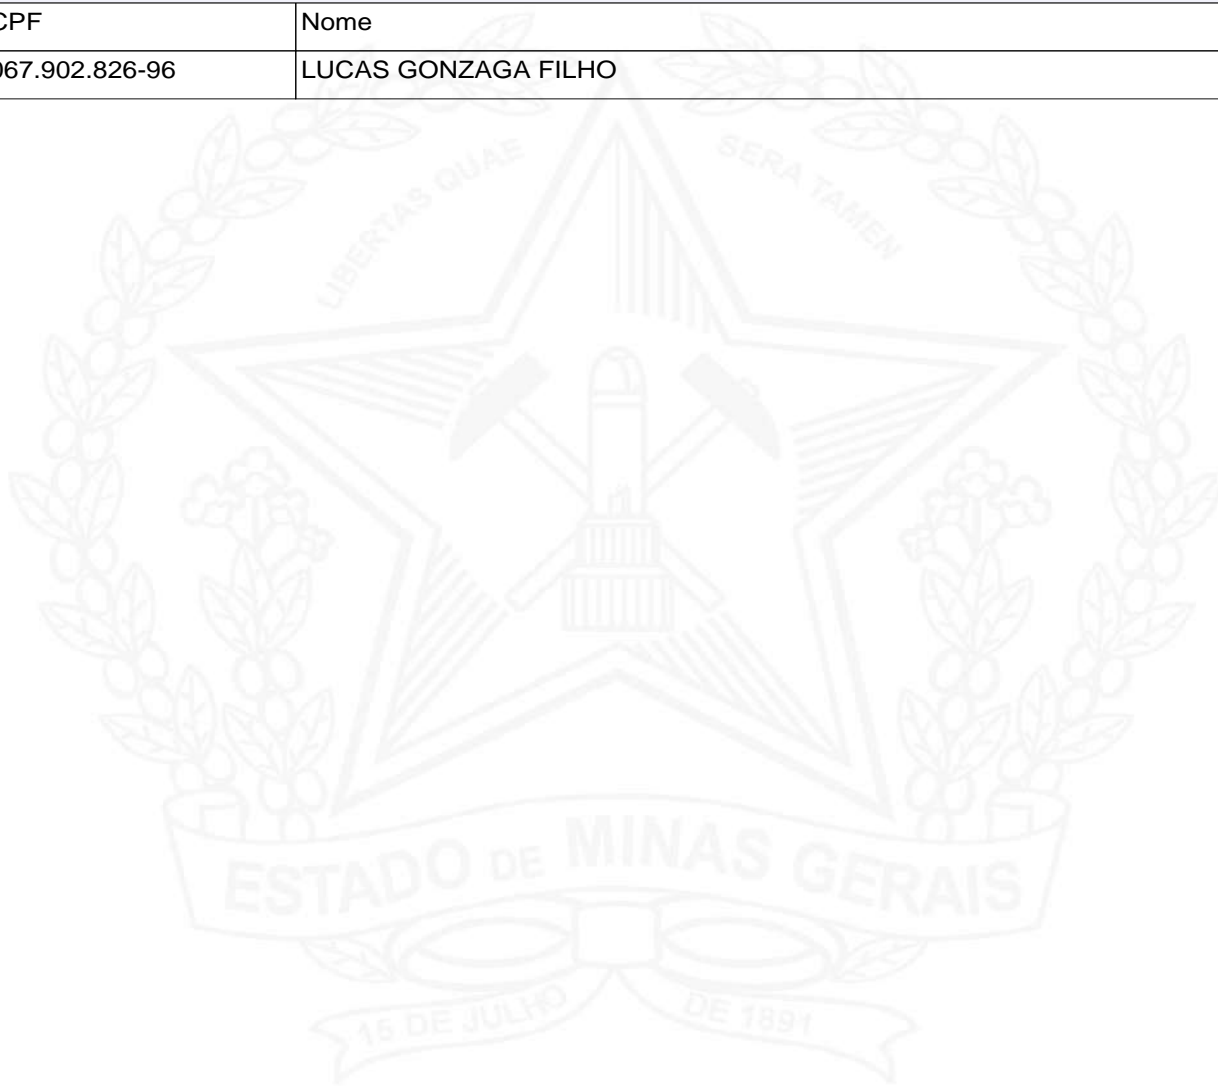 CPF Nome
067.902.826-96 LUCAS GONZAGA FILHO
LIBERTAS QUAE SERA TAMEN
ESTADO DE MINAS GERAIS
15 DE JULHO DE 1891